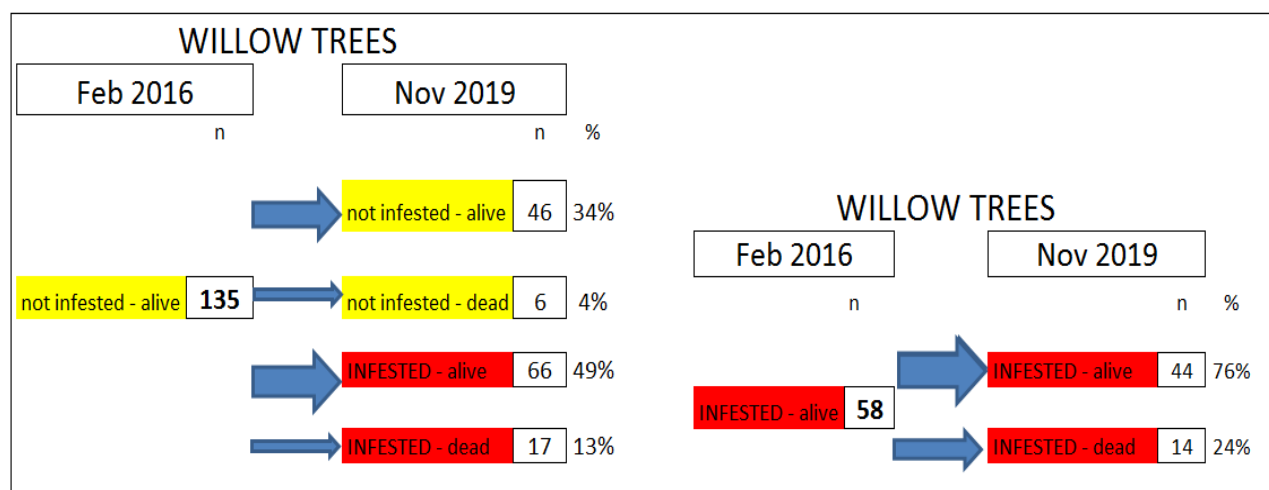 WILLOW TREES
Feb 2016 Nov 2019
n n %
not infested - alive 46 34%
not infested - alive 135 not infested - dead 6 4%
INFESTED - alive 66 49%
INFESTED - dead 17 13%
WILLOW TREES
Feb 2016 Nov 2019
n n %
INFESTED - alive 44 76%
INFESTED - alive 58
INFESTED - dead 14 24%